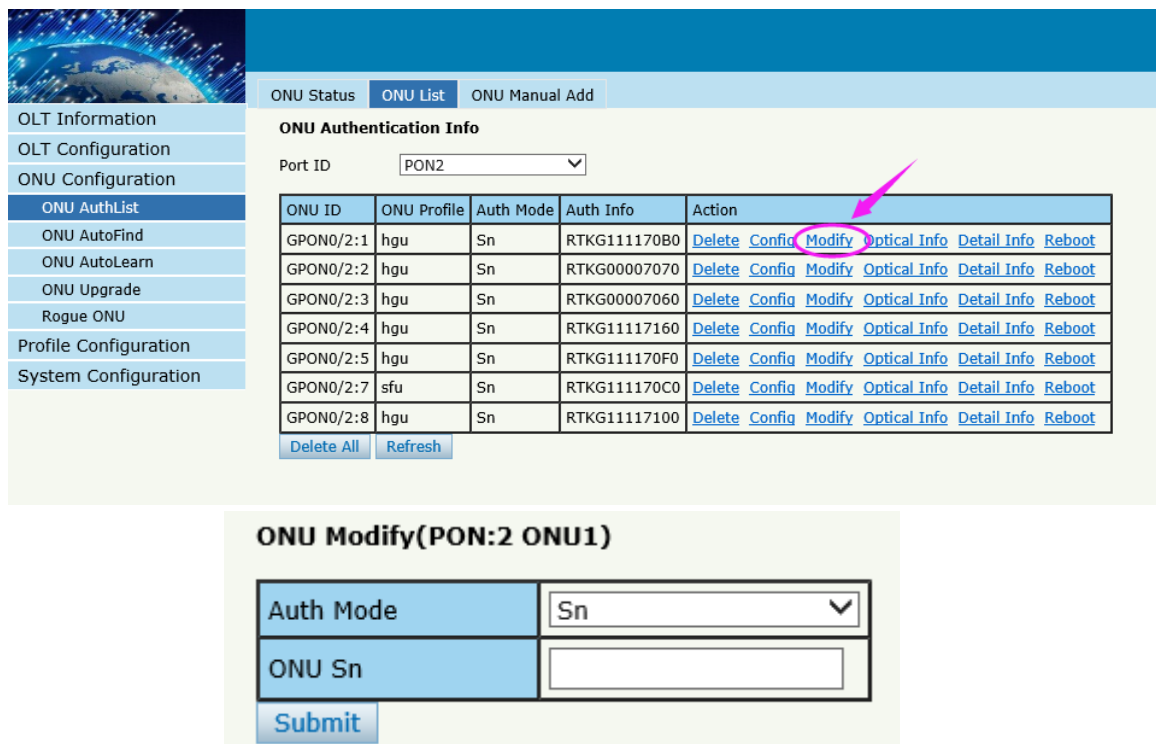 ONU Status ONU List ONU Manual Add
OLT Information
OLT Configuration
ONU Configuration
ONU AuthList
ONU AutoFind
ONU AutoLearn
ONU Upgrade
Rogue ONU
Profile Configuration
System Configuration
ONU Authentication Info
Port ID PON2
ONU ID ONU Profile Auth Mode Auth Info Action
GPON0/2:1 hgu Sn RTKG111170B0 Delete Config Modify Optical Info Detail Info Reboot
GPON0/2:2 hgu Sn RTKG00007070 Delete Config Modify Optical Info Detail Info Reboot
GPON0/2:3 hgu Sn RTKG00007060 Delete Config Modify Optical Info Detail Info Reboot
GPON0/2:4 hgu Sn RTKG11117160 Delete Config Modify Optical Info Detail Info Reboot
GPON0/2:5 hgu Sn RTKG111170F0 Delete Config Modify Optical Info Detail Info Reboot
GPON0/2:7 sfu Sn RTKG111170C0 Delete Config Modify Optical Info Detail Info Reboot
GPON0/2:8 hgu Sn RTKG11117100 Delete Config Modify Optical Info Detail Info Reboot
Delete All Refresh
ONU Modify(PON:2 ONU1)
Auth Mode Sn
ONU Sn
Submit